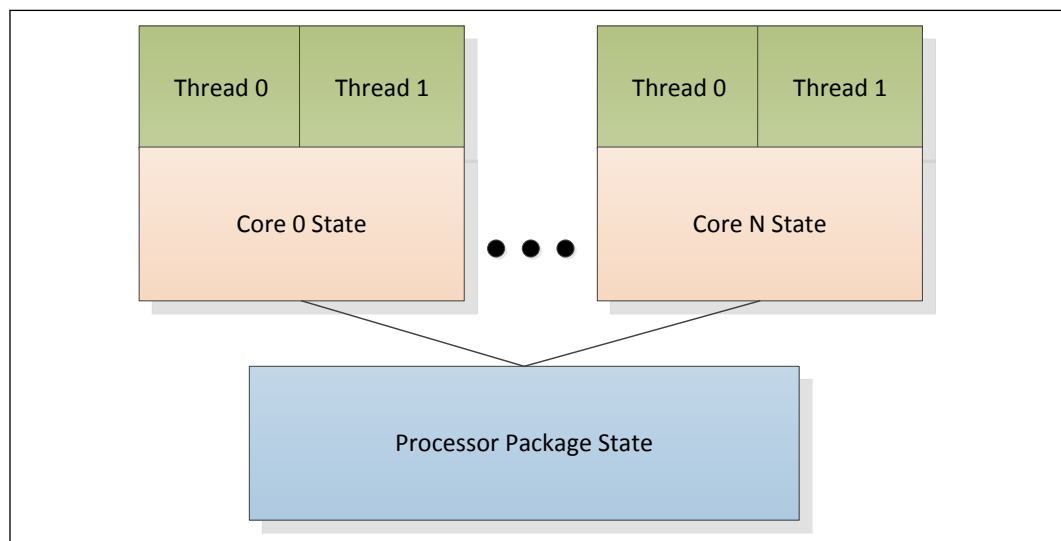 Thread 0
Thread 1
Thread 0
Thread 1
Core 0 State
Core N State
Processor Package State